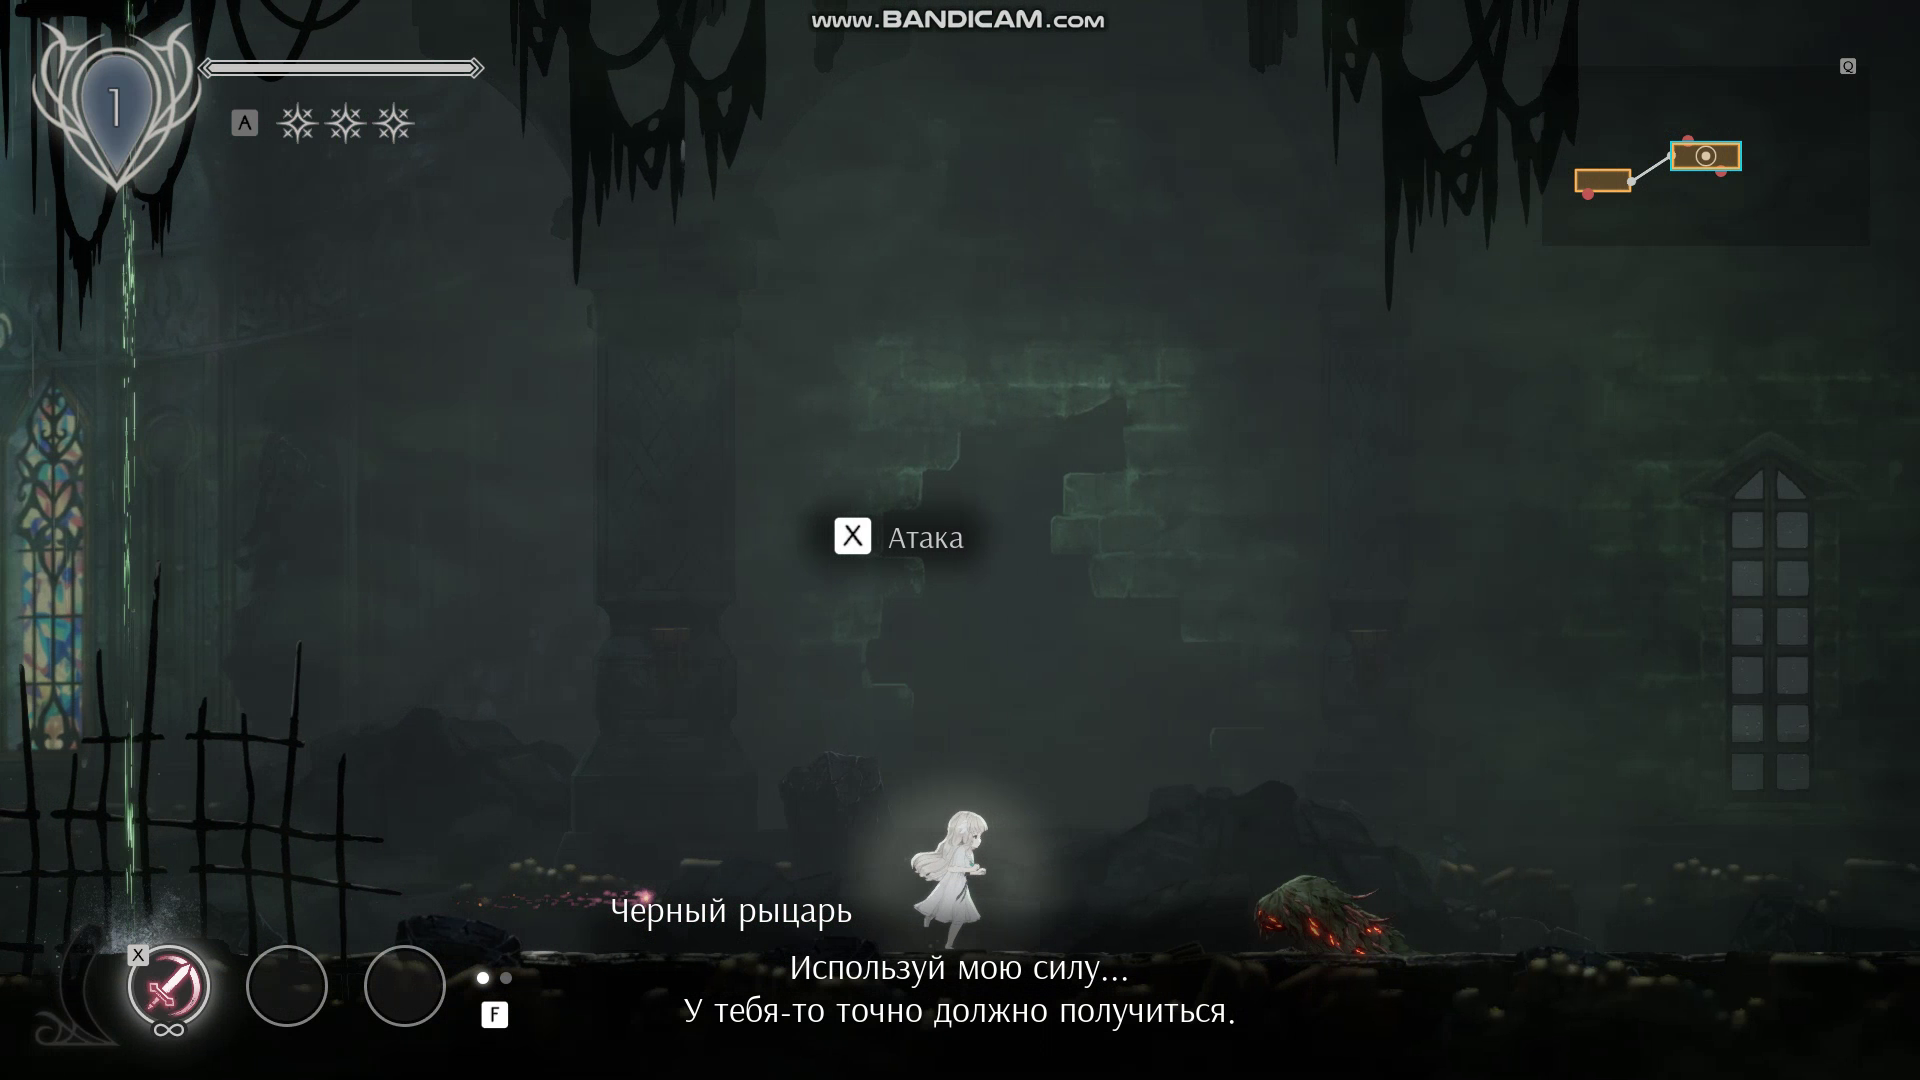 www.BANDICAM.com
1
A
Q
X Атака
Черный рыцарь
Используй мою силу...
У тебя-то точно должно получиться.
X
F